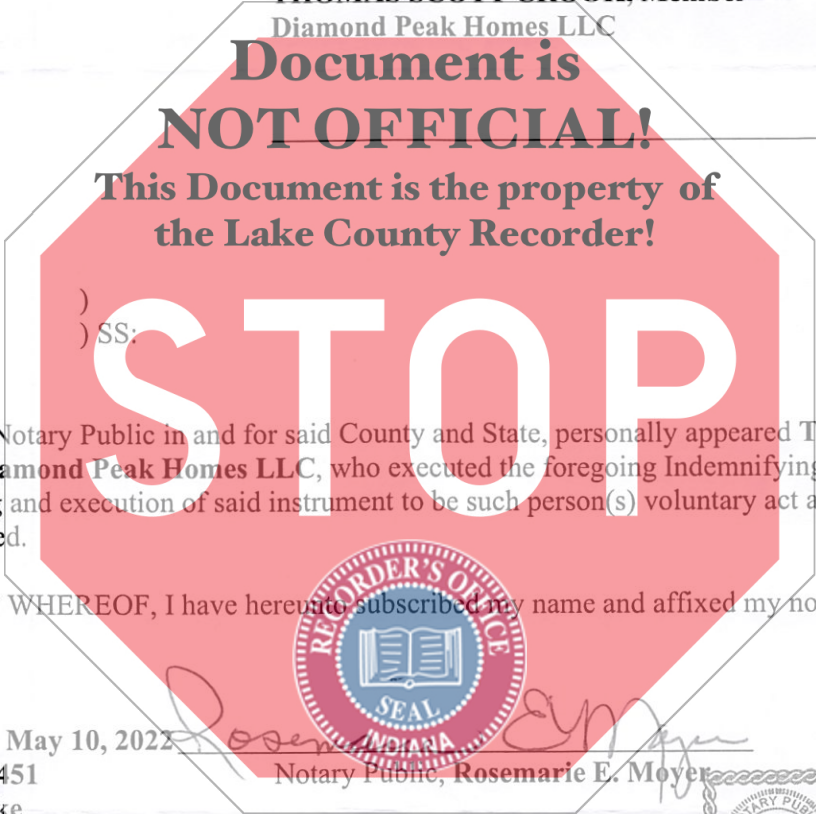 Diamond Peak Homes LLC
Document is
NOT OFFICIAL!
This Document is the property of
the Lake County Recorder!
)
) SS:
STOP
Notary Public in and for said County and State, personally appeared T
amond Peak Homes LLC, who executed the foregoing Indemnifying
and execution of said instrument to be such person(s) voluntary act a
ed.
WHEREOF, I have hereunto subscribed my name and affixed my no
RECORDER'S OFFICE
SEAL
INDIANA
May 10, 2022
451
Notary Public, Rosemarie E. Moyer
ke